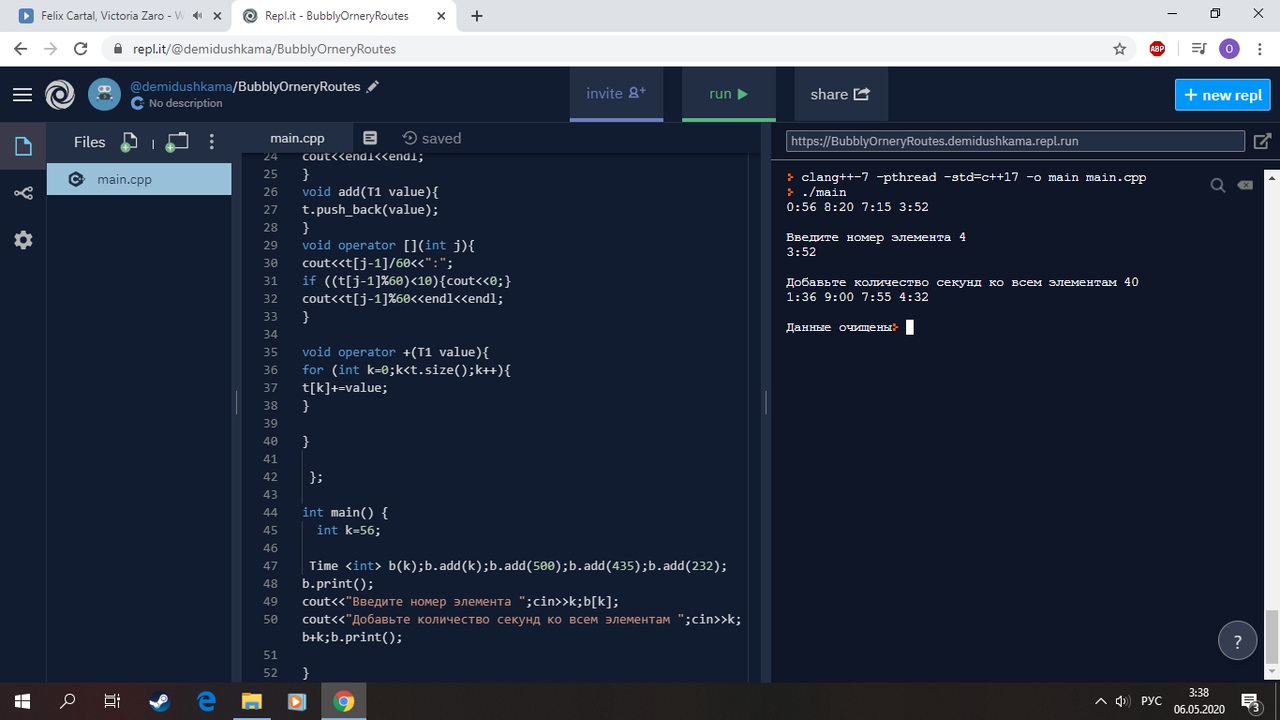 Felix Cartal, Victoria Zaro - W
Repl.it - BubblyOrneryRoutes
repl.it/@demidushkama/BubblyOrneryRoutes
ABP
O
@demidushkama/BubblyOrneryRoutes
No description
invite
run
share
+ new repl
Files
main.cpp
main.cpp
saved
24 cout<<endl<<endl;
25 }
26 void add(T1 value){
27 t.push_back(value);
28 }
29 void operator [](int j){
30 cout<<t[j-1]/60<<":";
31 if ((t[j-1]%60)<10){cout<<0;}
32 cout<<t[j-1]%60<<endl<<endl;
33 }
34
35 void operator +(T1 value){
36 for (int k=0;k<t.size();k++){
37 t[k]+=value;
38 }
39
40 }
41
42 };
43
44 int main() {
45 int k=56;
46
47 Time <int> b(k);b.add(k);b.add(500);b.add(435);b.add(232);
48 b.print();
49 cout<<"Введите номер элемента ";cin>>k;b[k];
50 cout<<"Добавьте количество секунд ко всем элементам ";cin>>k;
b+k;b.print();
51
52 }
https://BubblyOrneryRoutes.demidushkama.repl.run
clang++-7 -pthread -std=c++17 -o main main.cpp
./main
0:56 8:20 7:15 3:52
Введите номер элемента 4
3:52
Добавьте количество секунд ко всем элементам 40
1:36 9:00 7:55 4:32
Данные очищены
?
РУС
3:38
06.05.2020
3